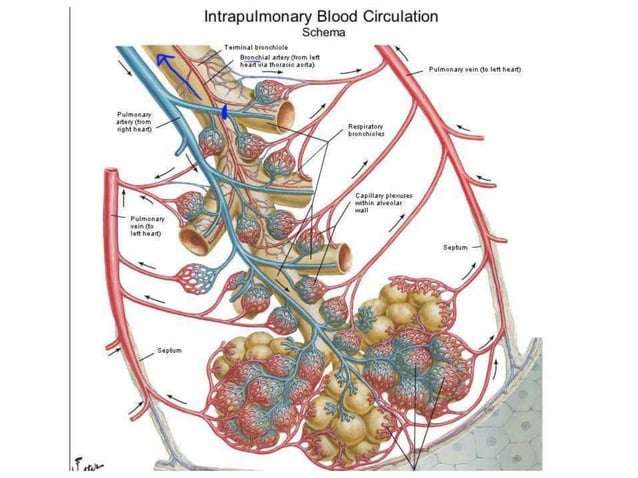 Intrapulmonary Blood Circulation
Schema
Terminal bronchiole
Bronchial artery (from left
heart via thoracic aorta)
Pulmonary vein (to left heart)
Pulmonary
artery (from
right heart)
Respiratory
bronchioles
Capillary plexuses
within alveolar
wall
Pulmonary
vein (to
left heart)
Septum
Septum